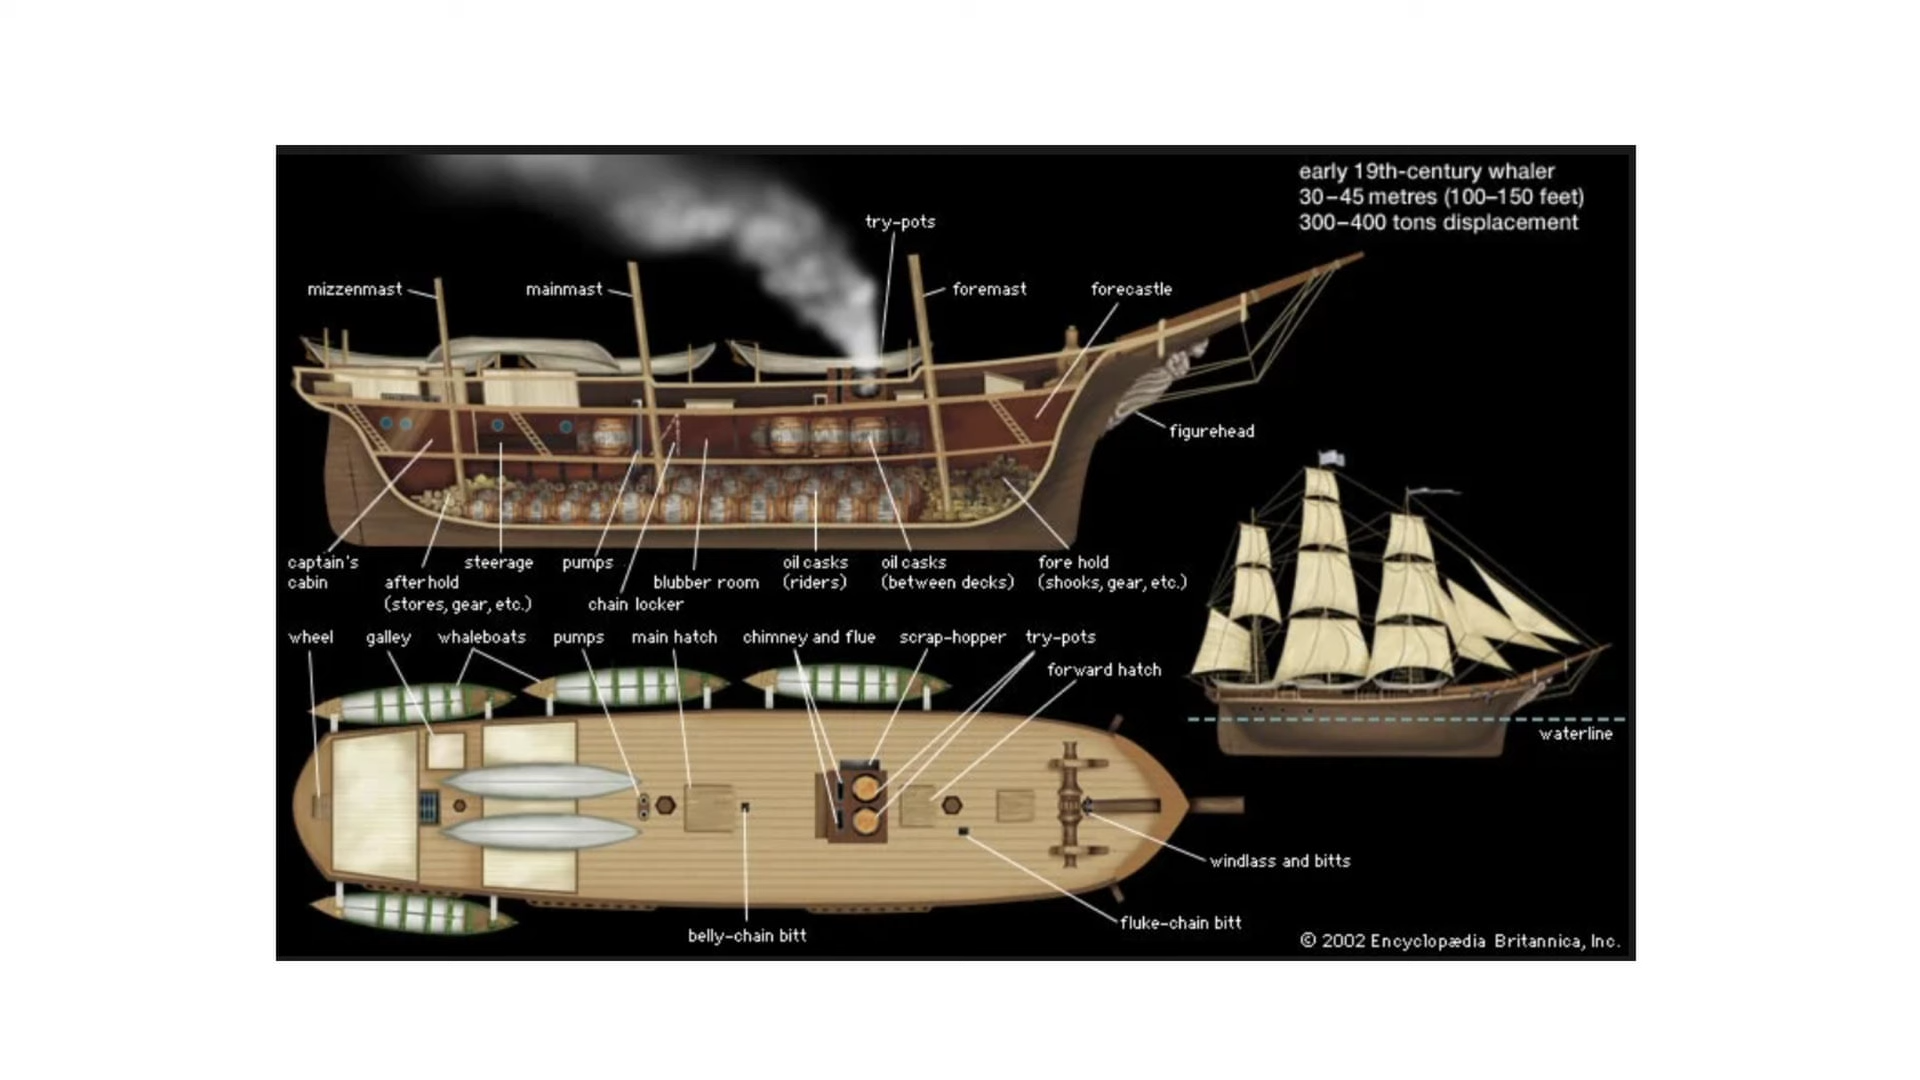 early 19th-century whaler
30–45 metres (100–150 feet)
300–400 tons displacement
try-pots
mizzenmast
mainmast
foremast
forecastle
figurehead
captain's
cabin
after hold
(stores, gear, etc.)
steerage
pumps
chain locker
blubber room
oil casks
(riders)
oil casks
(between decks)
fore hold
(shooks, gear, etc.)
wheel
galley
whaleboats
pumps
main hatch
chimney and flue
scrap-hopper
try-pots
forward hatch
waterline
windlass and bitts
fluke-chain bitt
belly-chain bitt
© 2002 Encyclopædia Britannica, Inc.